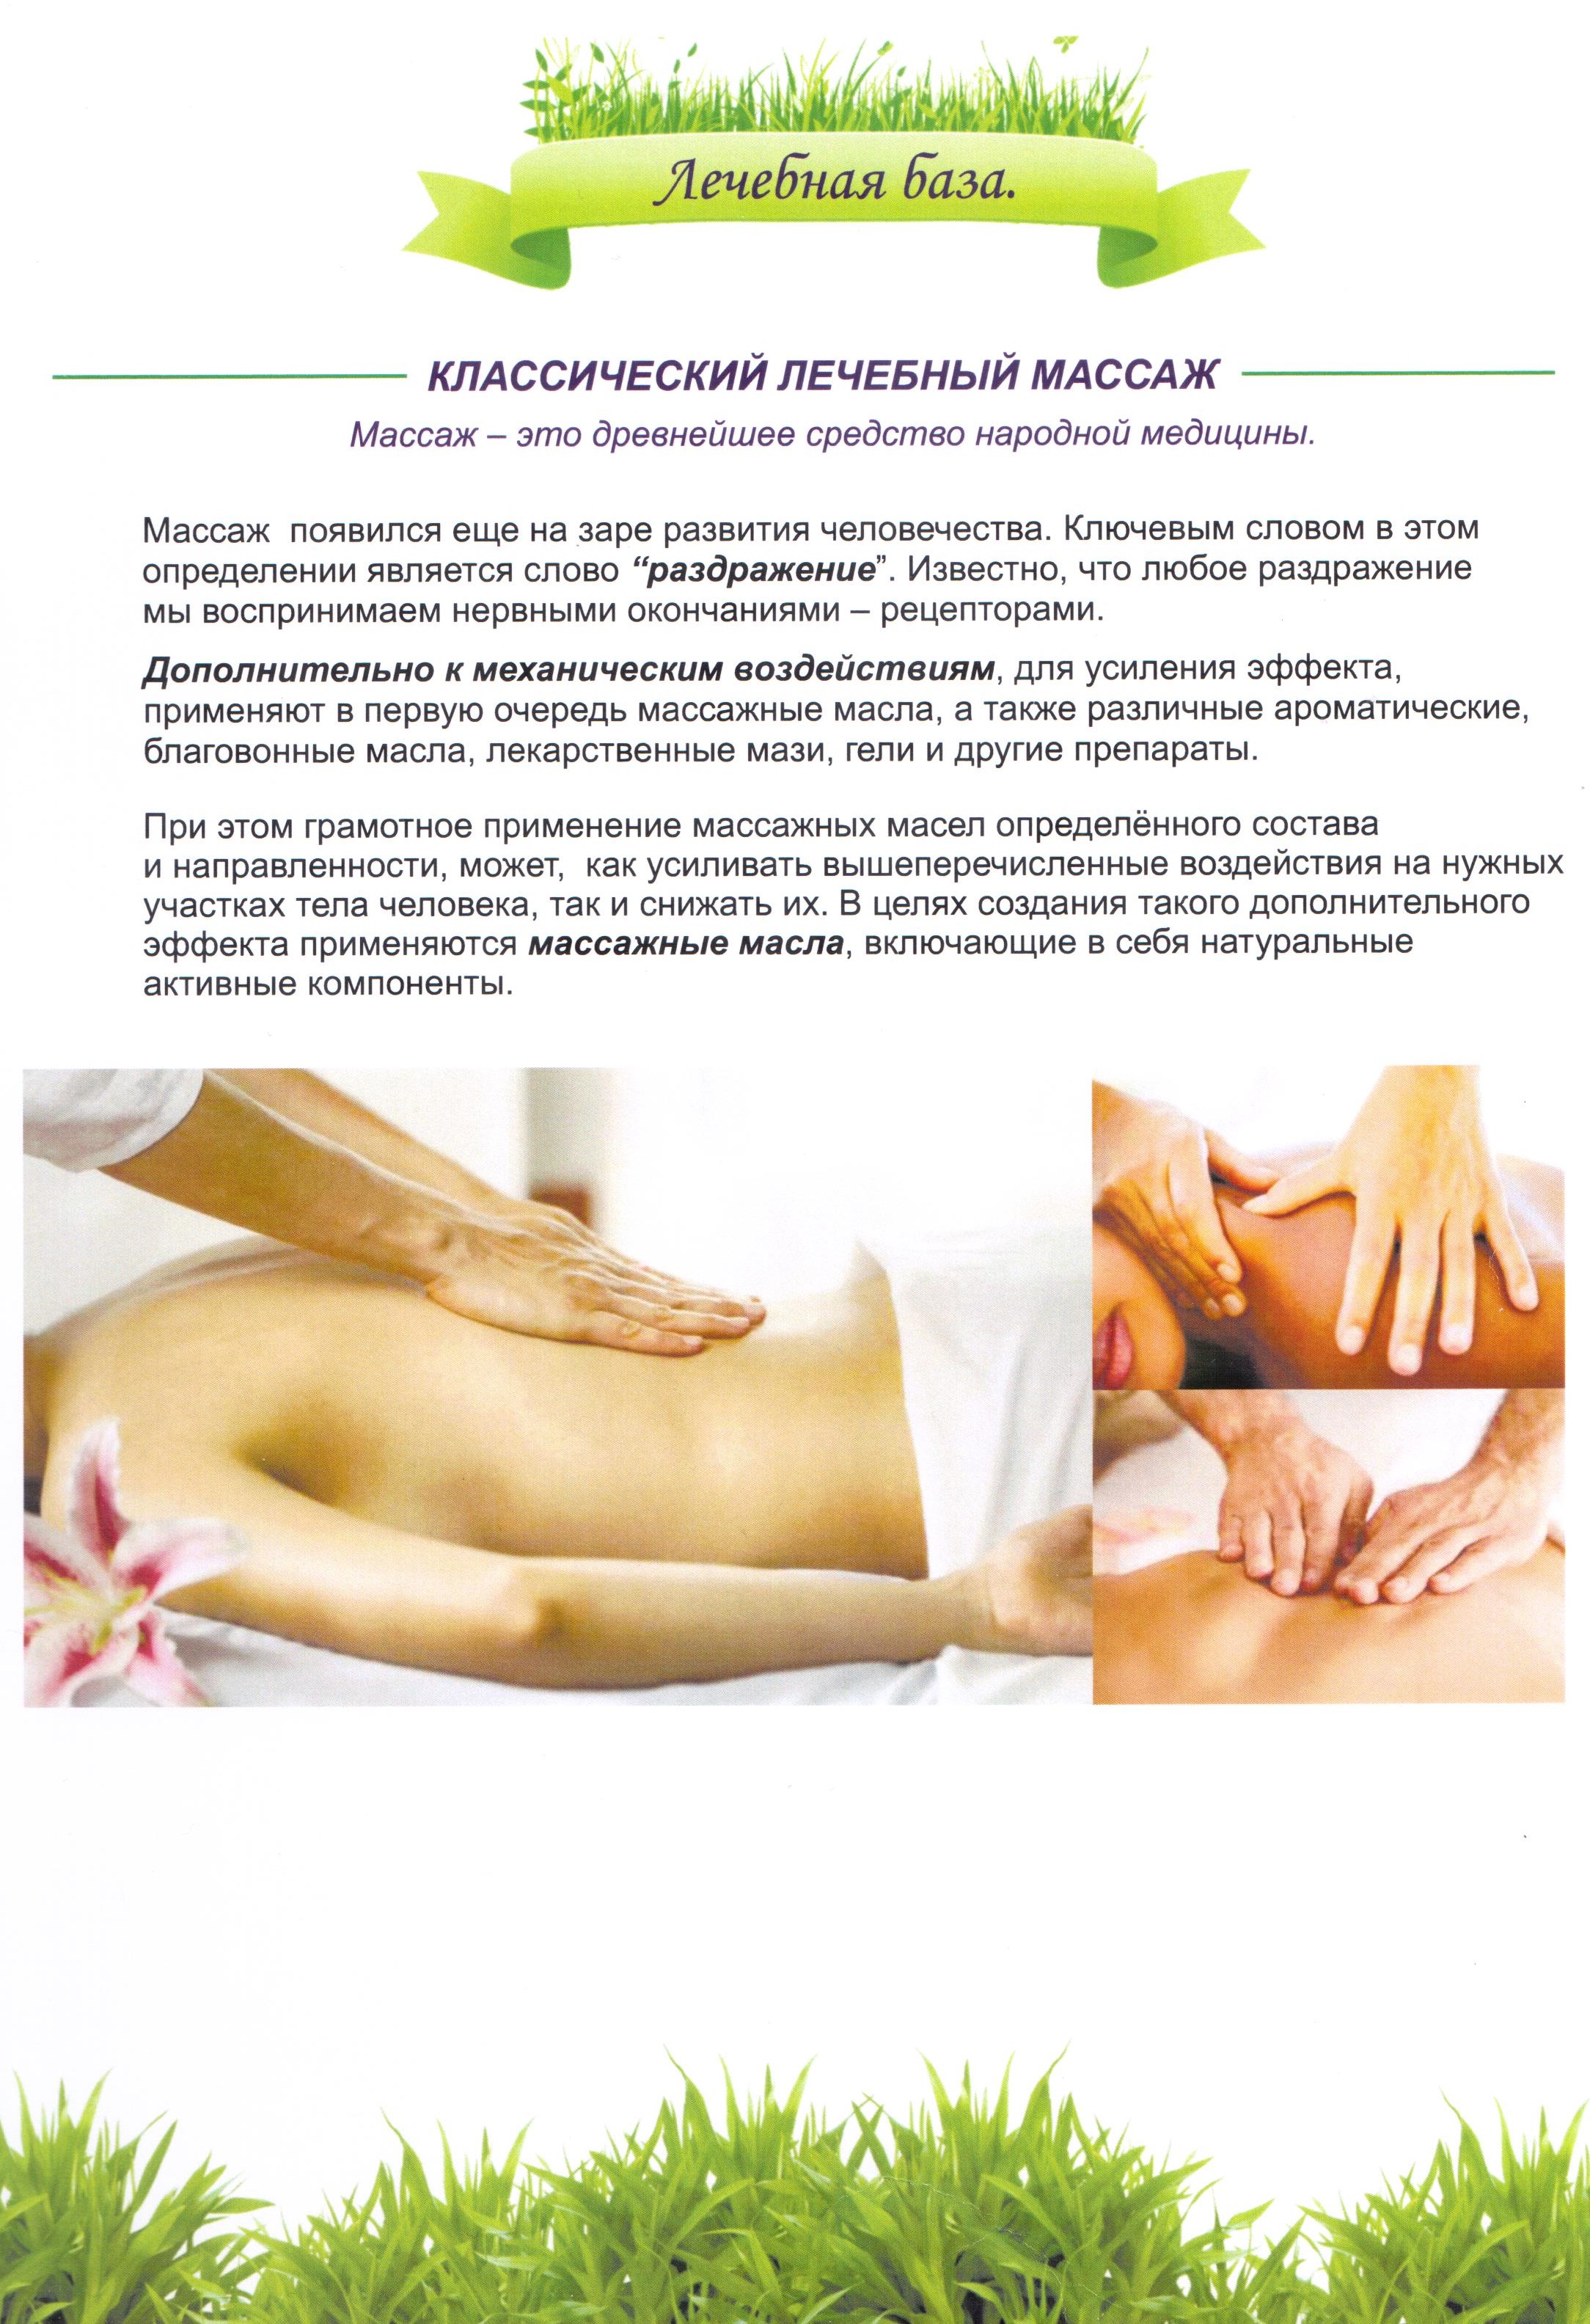 Лечебная база.
КЛАССИЧЕСКИЙ ЛЕЧЕБНЫЙ МАССАЖ
Массаж – это древнейшее средство народной медицины.
Массаж появился еще на заре развития человечества. Ключевым словом в этом
определении является слово “раздражение”. Известно, что любое раздражение
мы воспринимаем нервными окончаниями – рецепторами.
Дополнительно к механическим воздействиям, для усиления эффекта,
применяют в первую очередь массажные масла, а также различные ароматические,
благовонные масла, лекарственные мази, гели и другие препараты.
При этом грамотное применение массажных масел определённого состава
и направленности, может, как усиливать вышеперечисленные воздействия на нужных
участках тела человека, так и снижать их. В целях создания такого дополнительного
эффекта применяются массажные масла, включающие в себя натуральные
активные компоненты.